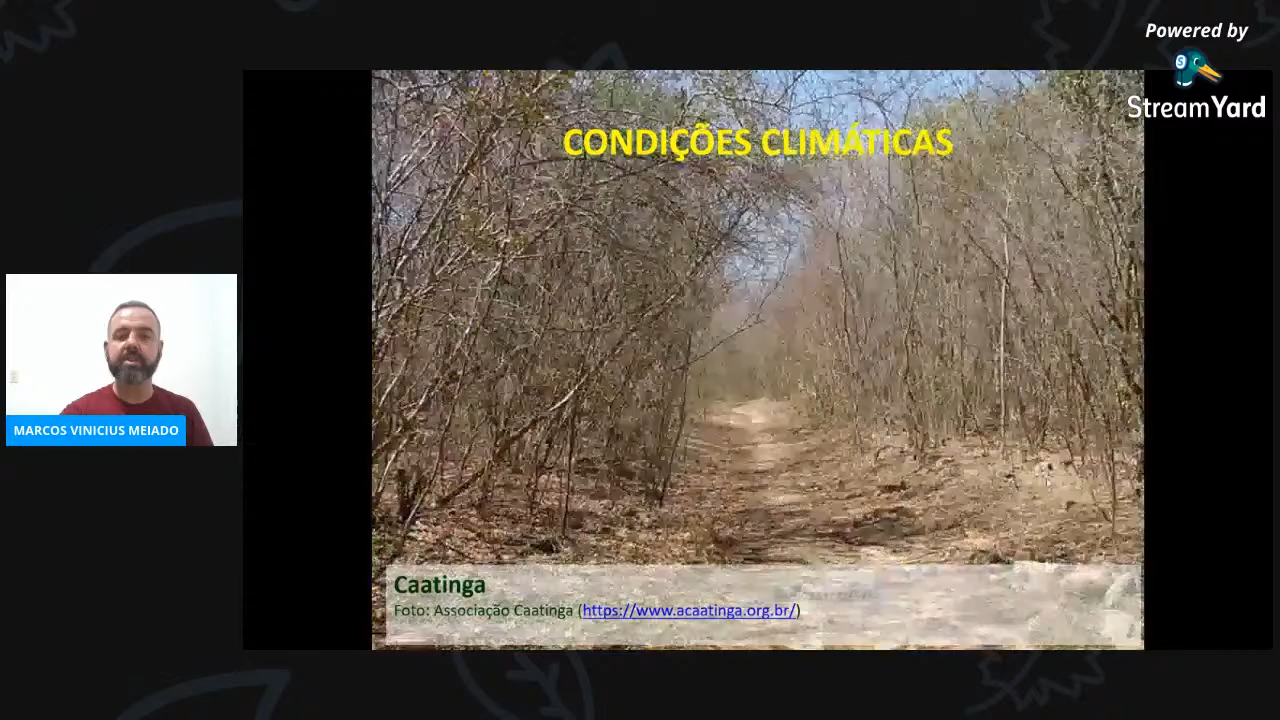 Powered by
StreamYard
CONDIÇÕES CLIMÁTICAS
MARCOS VINICIUS MEIADO
Caatinga
Foto: Associação Caatinga (https://www.acaatinga.org.br/)